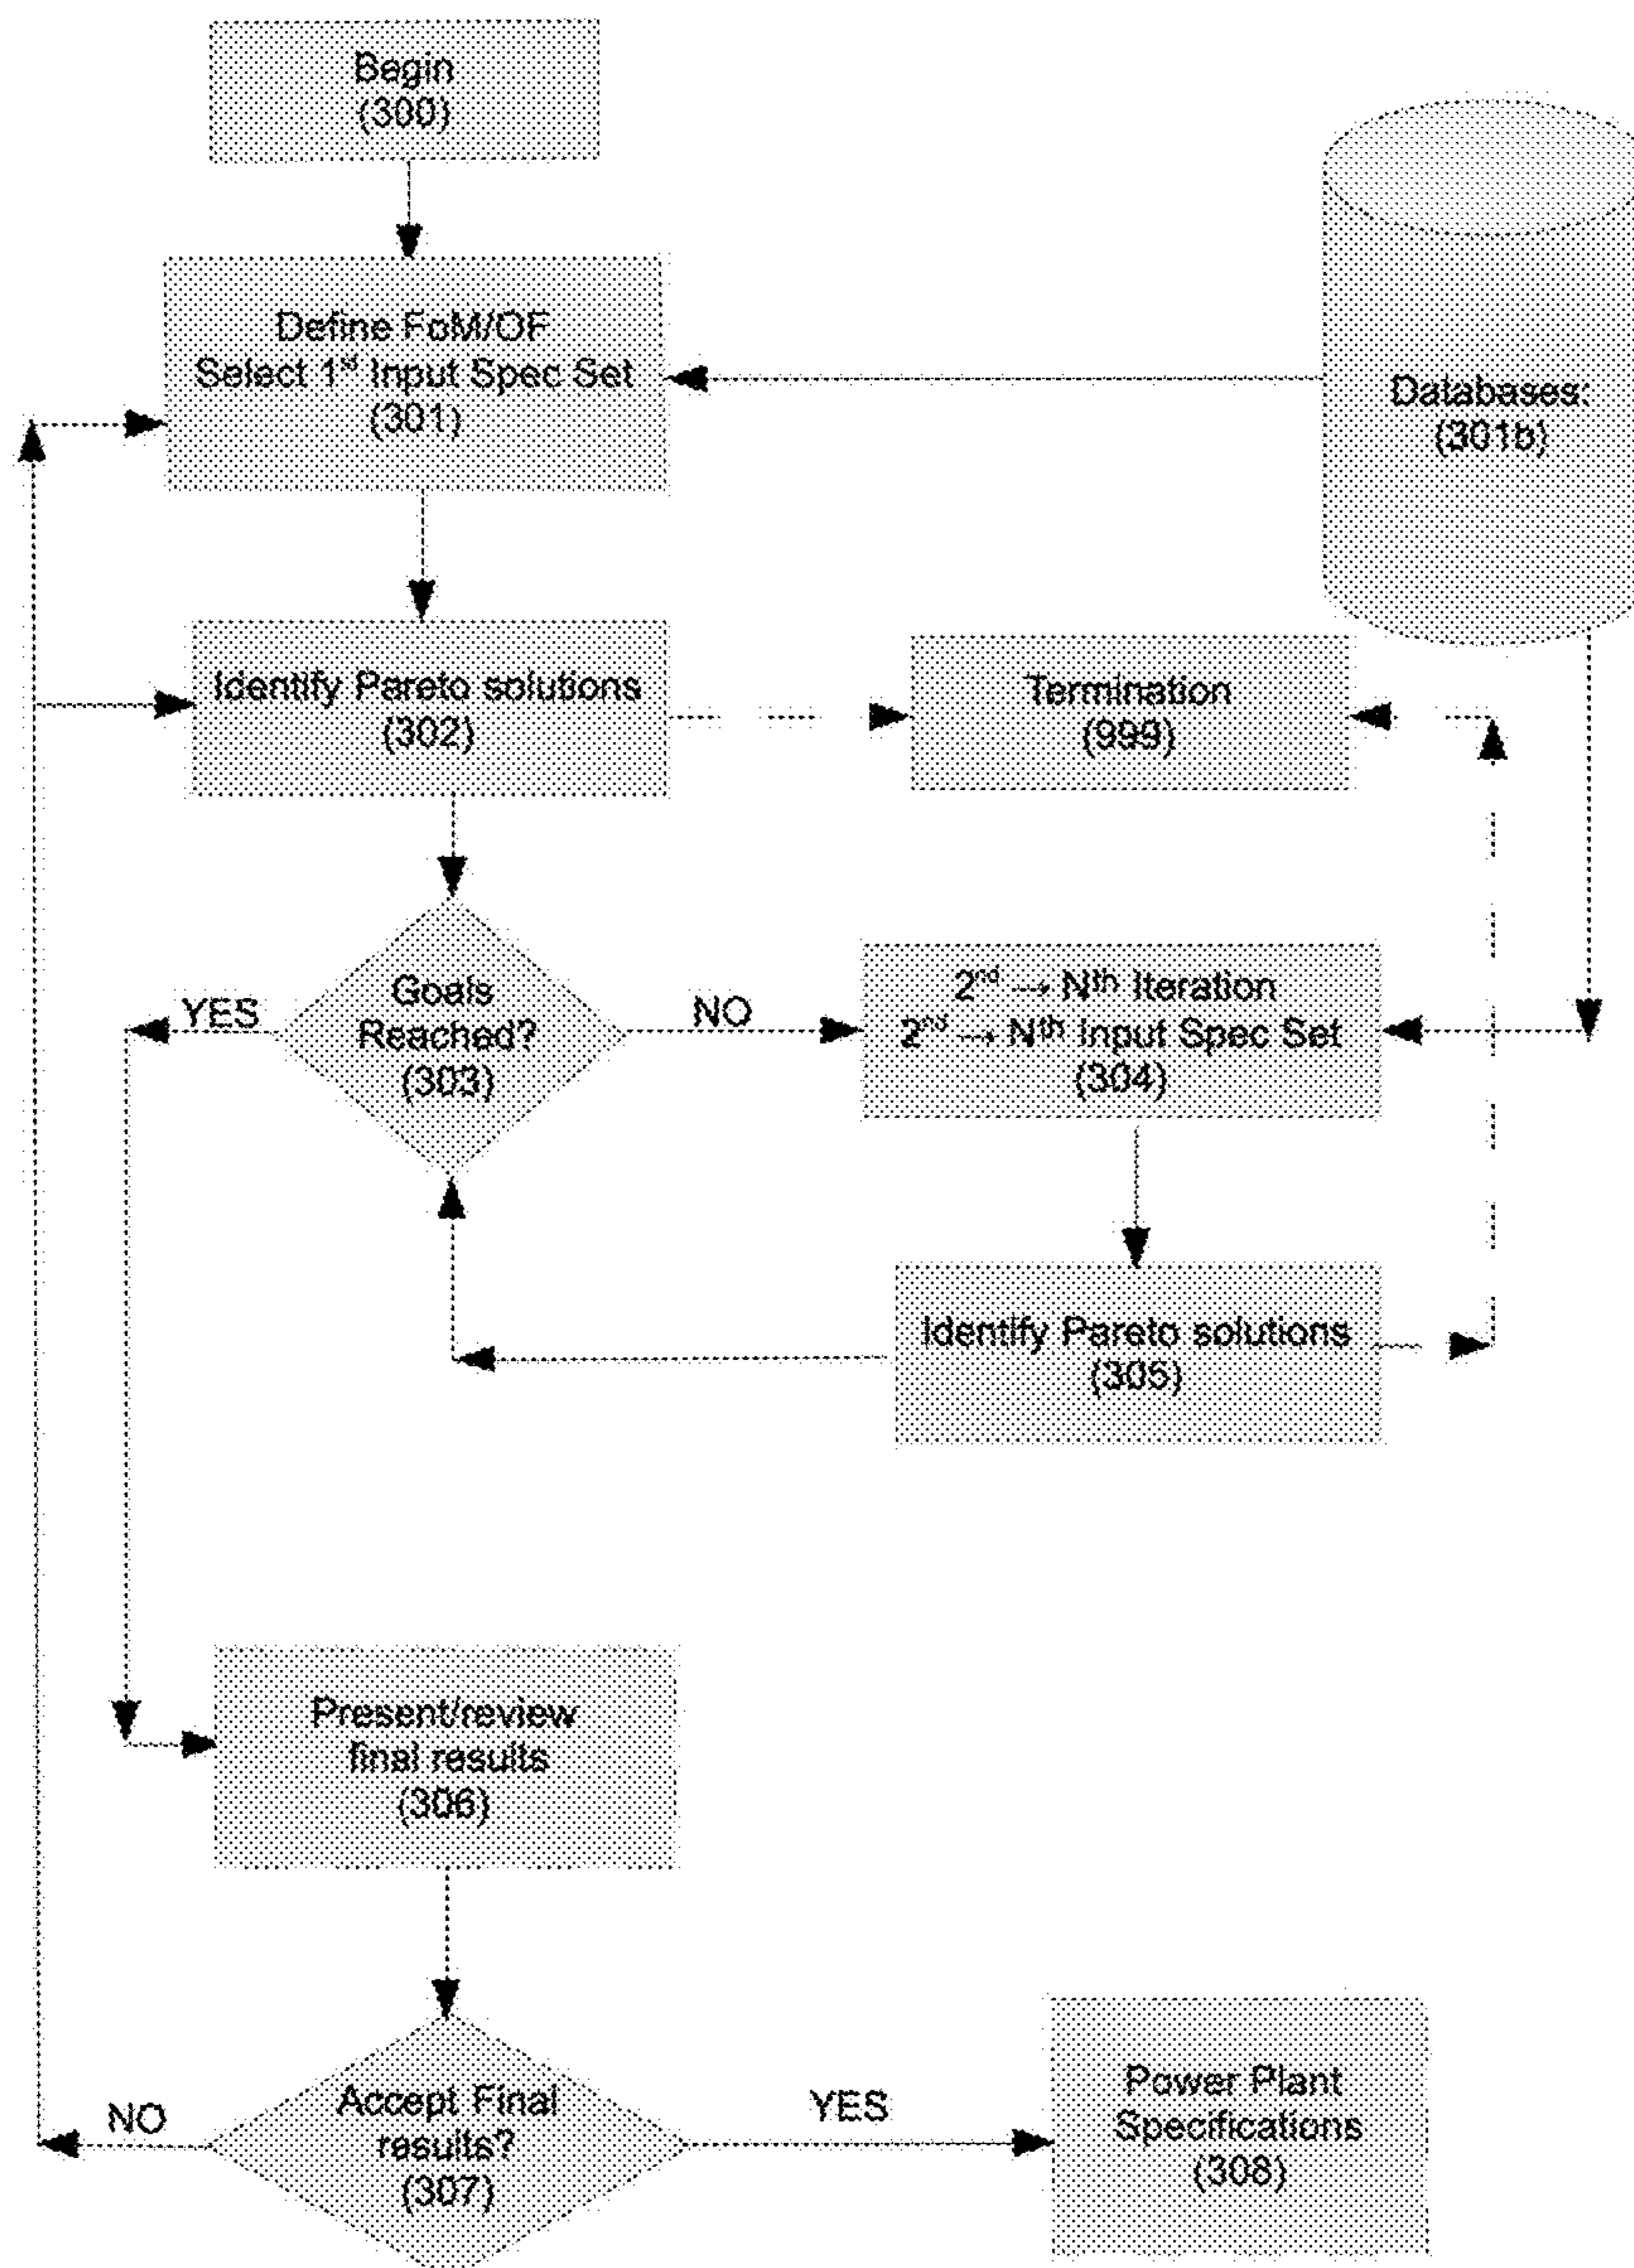 Begin
(300)
Define FoM/OF
Select 1st Input Spec Set
(301)
Databases:
(301b)
Identify Pareto solutions
(302)
Termination
(999)
Goals
Reached?
(303)
YES
NO
2nd → Nth Iteration
2nd → Nth Input Spec Set
(304)
Identify Pareto solutions
(305)
Present/review
final results
(306)
Accept Final
results?
(307)
NO
YES
Power Plant
Specifications
(308)